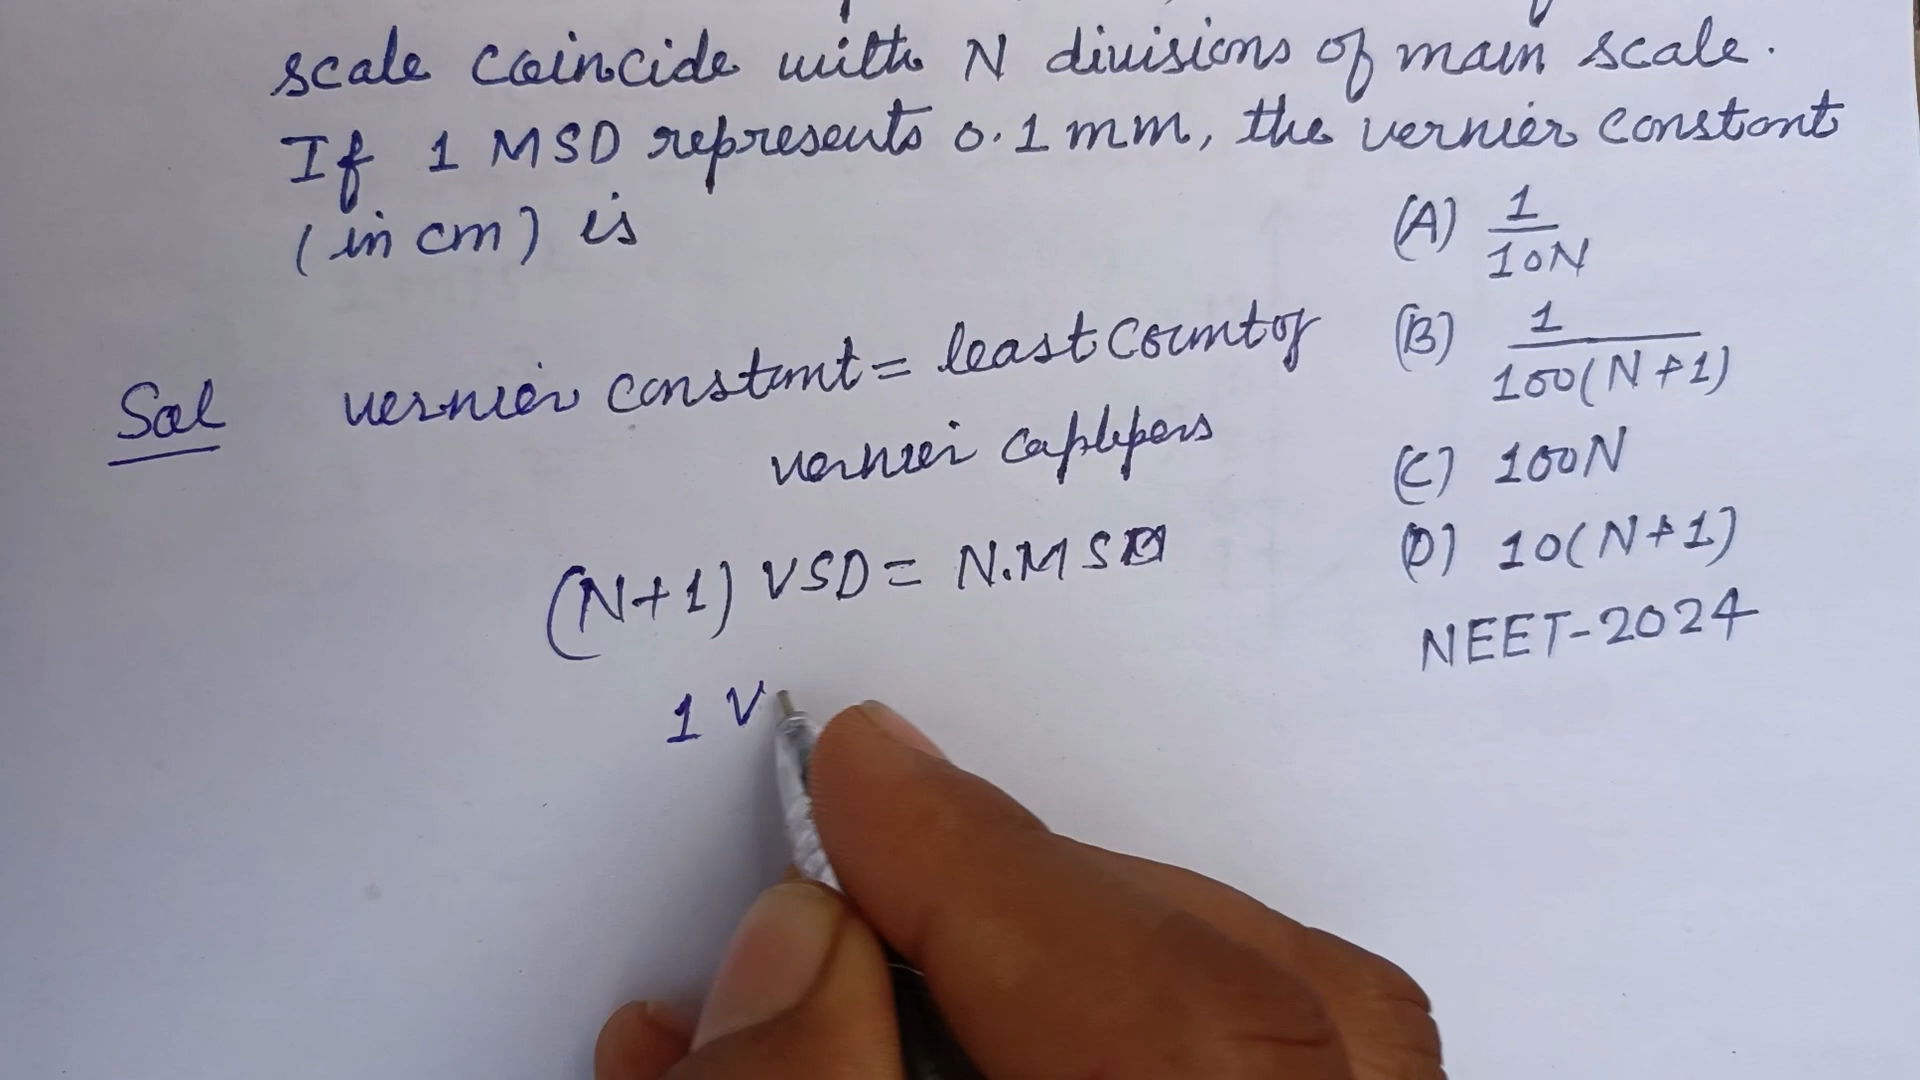 scale coincide with N divisions of main scale.
If 1 MSD represents 0.1 mm, the vernier constant
(in cm) is
(A) 1/10N
(B) 1/100(N+1)
(C) 100N
(D) 10(N+1)
NEET-2024
Sol vernier constant = least count of
vernier
(N+1) VSD = N.MSD
1 V